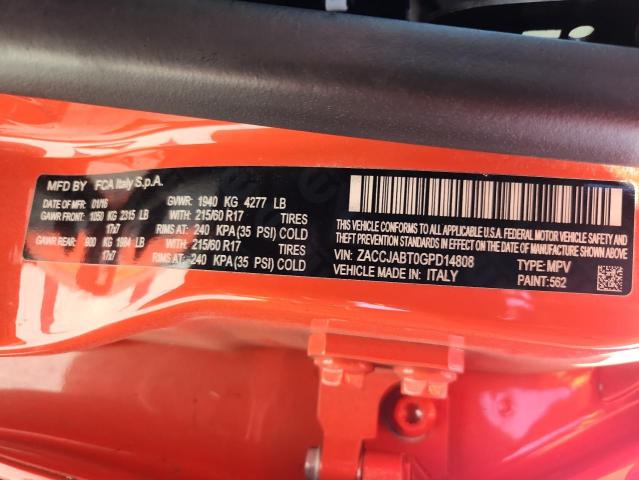 MFD BY FCA Italy S.p.A.
DATE OF MFR 01/16 GVWR: 1940 KG 4277 LB
GAWR FRONT: 1050 KG 2315 LB WITH 215/60 R17 TIRES
17x7 RIMS AT: 240 KPA(35 PSI) COLD
GAWR REAR: 900 KG 1984 LB WITH 215/60 R17 TIRES
17x7 RIMS AT: 240 KPA(35 PSI) COLD
THIS VEHICLE CONFORMS TO ALL APPLICABLE U.S.A. FEDERAL MOTOR VEHICLE SAFETY AND
THEFT PREVENTION STANDARDS IN EFFECT ON THE DATE OF MANUFACTURE SHOWN ABOVE
VIN: ZACCJABT0GPD14808 TYPE: MPV
VEHICLE MADE IN: ITALY PAINT: 562